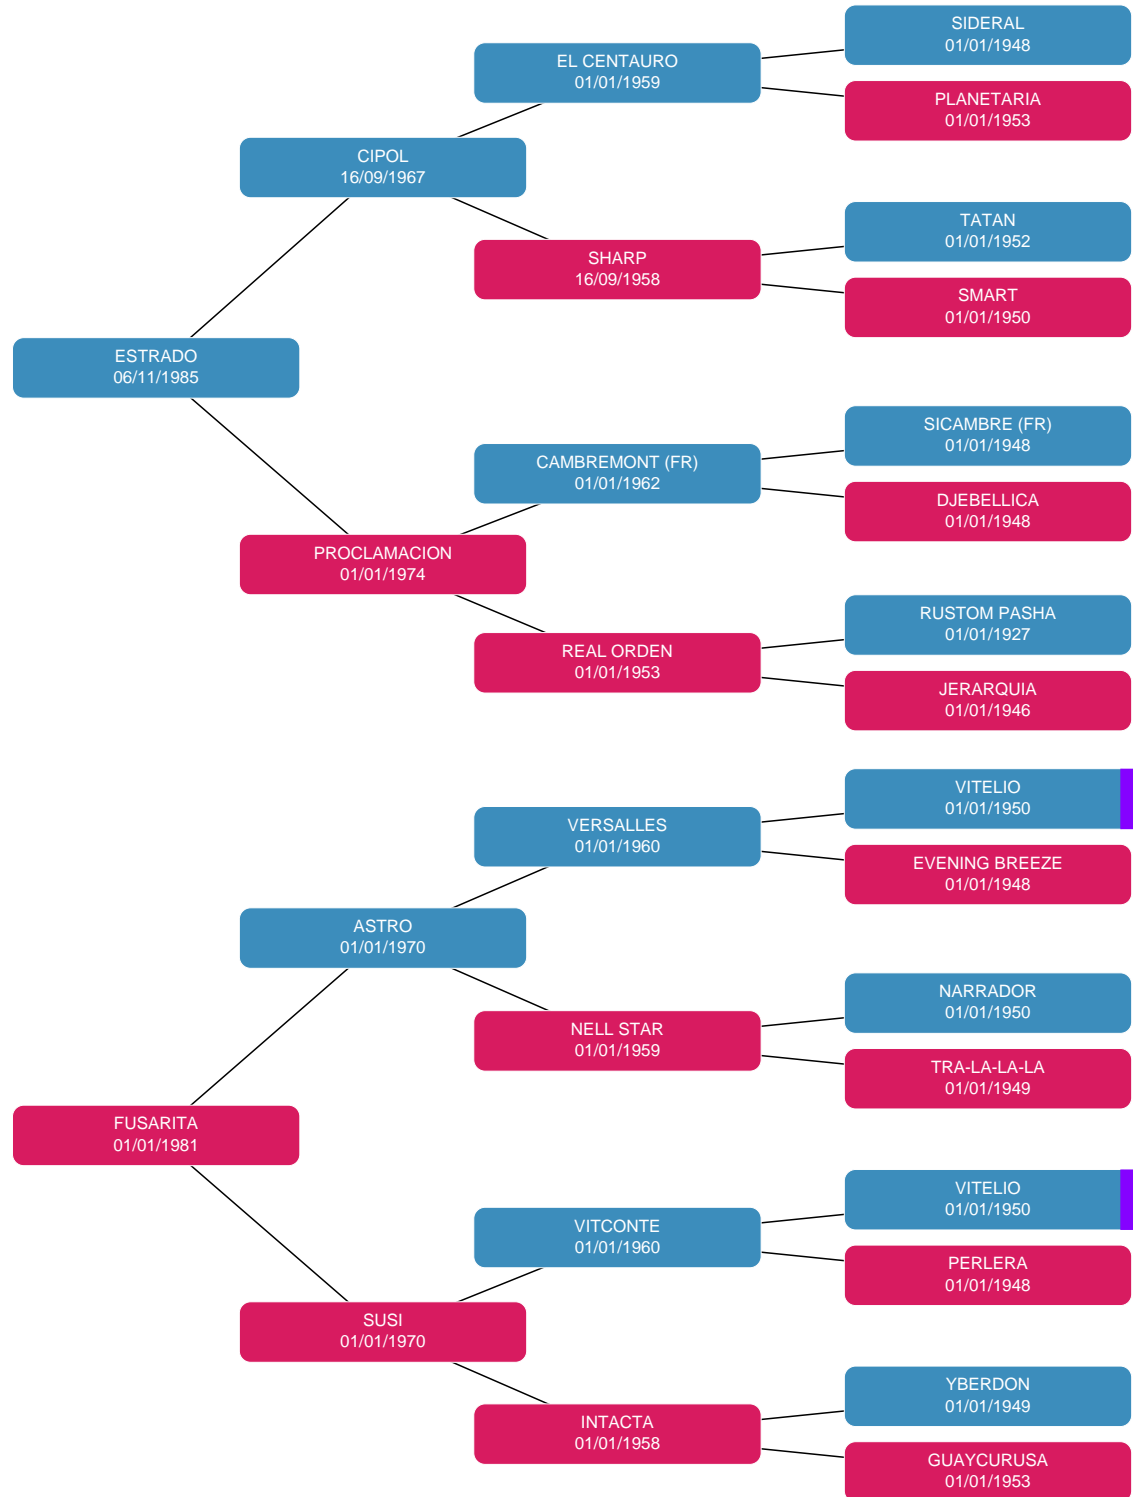 SIDERAL
01/01/1948
EL CENTAURO
01/01/1959
PLANETARIA
01/01/1953
CIPOL
16/09/1967
TATAN
01/01/1952
SHARP
16/09/1958
SMART
01/01/1950
ESTRADO
06/11/1985
SICAMBRE (FR)
01/01/1948
CAMBREMONT (FR)
01/01/1962
DJEBELLICA
01/01/1948
PROCLAMACION
01/01/1974
RUSTOM PASHA
01/01/1927
REAL ORDEN
01/01/1953
JERARQUIA
01/01/1946
VITELIO
01/01/1950
VERSALLES
01/01/1960
EVENING BREEZE
01/01/1948
ASTRO
01/01/1970
NARRADOR
01/01/1950
NELL STAR
01/01/1959
TRA-LA-LA-LA
01/01/1949
FUSARITA
01/01/1981
VITELIO
01/01/1950
VITCONTE
01/01/1960
PERLERA
01/01/1948
SUSI
01/01/1970
YBERDON
01/01/1949
INTACTA
01/01/1958
GUAYCURUSA
01/01/1953